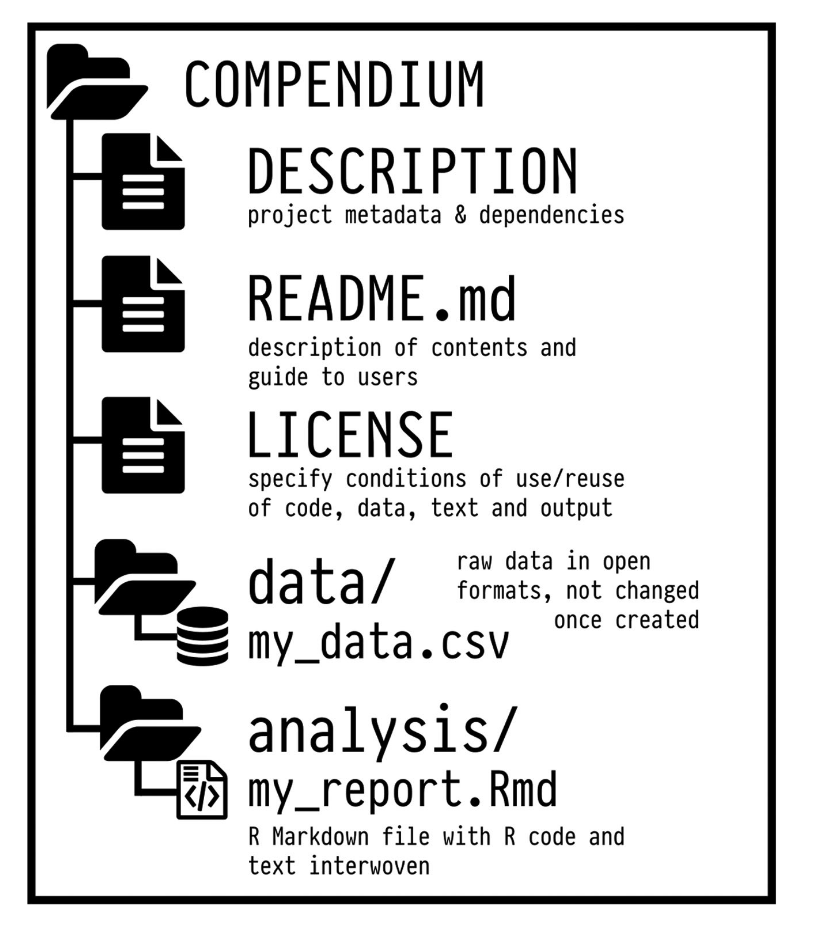 COMPENDIUM
DESCRIPTION
project metadata & dependencies
README.md
description of contents and
guide to users
LICENSE
specify conditions of use/reuse
of code, data, text and output
data/
raw data in open
formats, not changed
once created
my_data.csv
analysis/
my_report.Rmd
R Markdown file with R code and
text interwoven